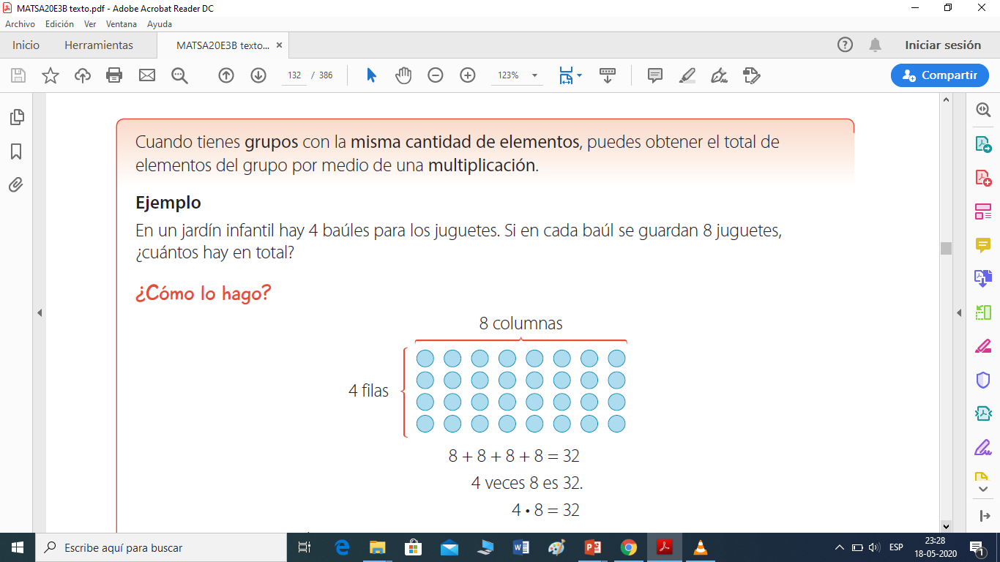 MATSA20E3B texto.pdf - Adobe Acrobat Reader DC
Archivo Edición Ver Ventana Ayuda
Inicio Herramientas MATSA20E3B texto... × Iniciar sesión
132 / 386 123% Compartir
Cuando tienes grupos con la misma cantidad de elementos, puedes obtener el total de
elementos del grupo por medio de una multiplicación.
Ejemplo
En un jardín infantil hay 4 baúles para los juguetes. Si en cada baúl se guardan 8 juguetes,
¿cuántos hay en total?
¿Cómo lo hago?
8 columnas
4 filas
8 + 8 + 8 + 8 = 32
4 veces 8 es 32.
4 • 8 = 32
Escribe aquí para buscar
ESP
23:28
18-05-2020
1